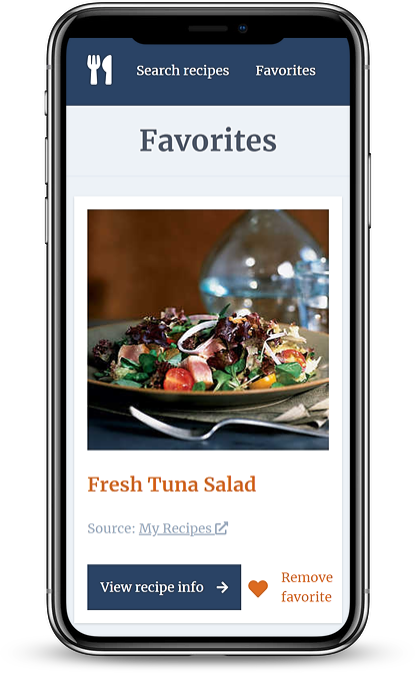 Search recipes Favorites
Favorites
Fresh Tuna Salad
Source: My Recipes
View recipe info
Remove
favorite